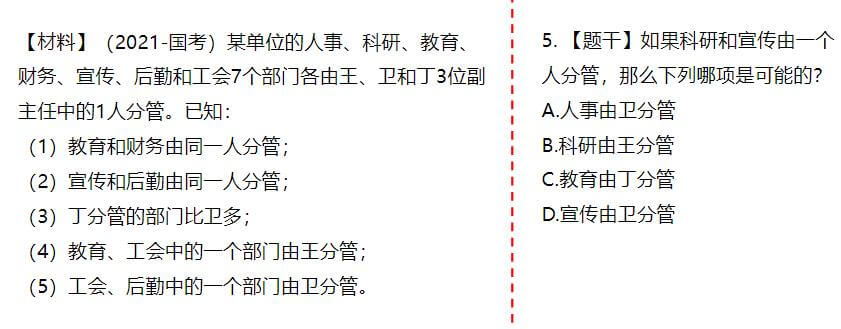 【材料】（2021-国考）某单位的人事、科研、教育、
财务、宣传、后勤和工会7个部门各由王、卫和丁3位副
主任中的1人分管。已知：
（1）教育和财务由同一人分管；
（2）宣传和后勤由同一人分管；
（3）丁分管的部门比卫多；
（4）教育、工会中的一个部门由王分管；
（5）工会、后勤中的一个部门由卫分管。
5. 【题干】如果科研和宣传由一个
人分管，那么下列哪项是可能的？
A.人事由卫分管
B.科研由王分管
C.教育由丁分管
D.宣传由卫分管